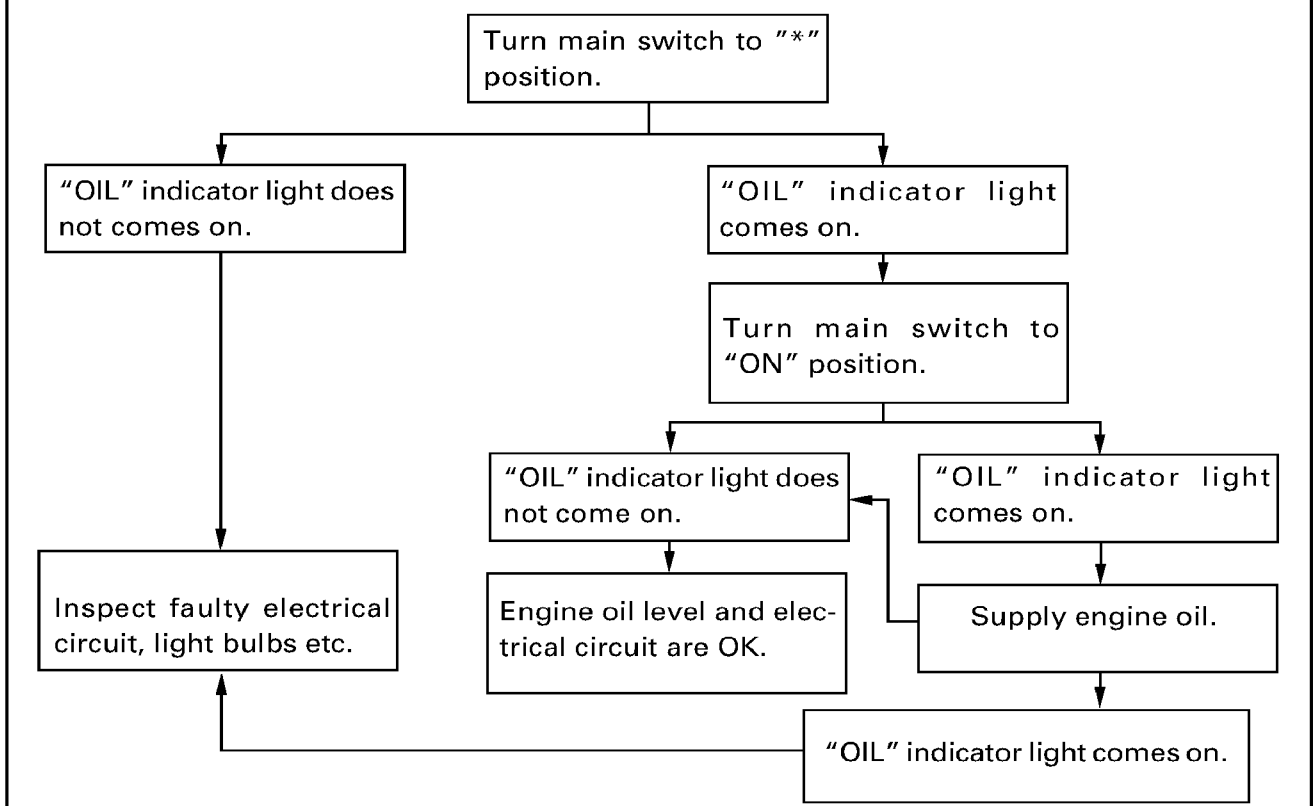 Turn main switch to ″*″
position.
“OIL″ indicator light does
not comes on.
“OIL″ indicator light
comes on.
Turn main switch to
“ON″ position.
“OIL″ indicator light does
not come on.
“OIL″ indicator light
comes on.
Inspect faulty electrical
circuit, light bulbs etc.
Engine oil level and elec-
trical circuit are OK.
Supply engine oil.
“OIL″ indicator light comes on.